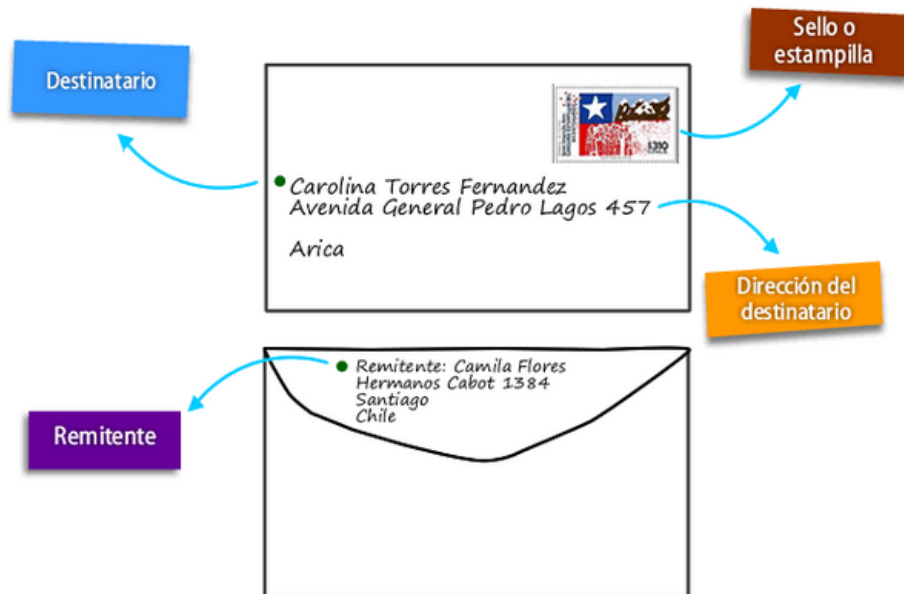 Sello o
estampilla
Destinatario
$310
Carolina Torres Fernandez
Avenida General Pedro Lagos 457
Arica
Dirección del
destinatario
Remitente: Camila Flores
Hermanos Cabot 1384
Santiago
Chile
Remitente